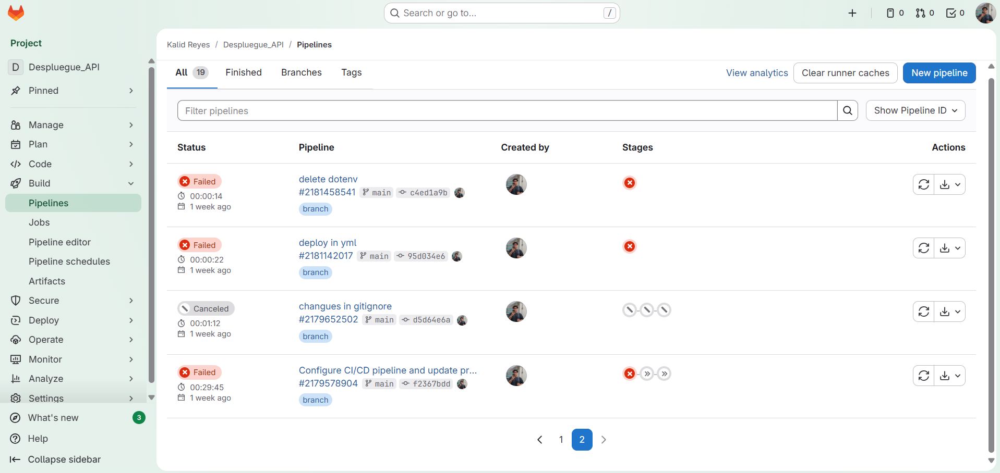 Search or go to...
/
0
0
0
Project
D Despluegue_API
Pinned
Manage
Plan
Code
Build
Pipelines
Jobs
Pipeline editor
Pipeline schedules
Artifacts
Secure
Deploy
Operate
Monitor
Analyze
Settings
What's new 3
Help
Collapse sidebar
Kalid Reyes / Despluegue_API / Pipelines
All 19 Finished Branches Tags
View analytics Clear runner caches New pipeline
Filter pipelines
Show Pipeline ID
Status Pipeline Created by Stages Actions
Failed
00:00:14
1 week ago
delete dotenv
#2181458541 main c4ed1a9b
branch
Failed
00:00:22
1 week ago
deploy in yml
#2181142017 main 95d034e6
branch
Canceled
00:01:12
1 week ago
changues in gitignore
#2179652502 main d5d64e6a
branch
Failed
00:29:45
1 week ago
Configure CI/CD pipeline and update pr...
#2179578904 main f2367bdd
branch
1 2